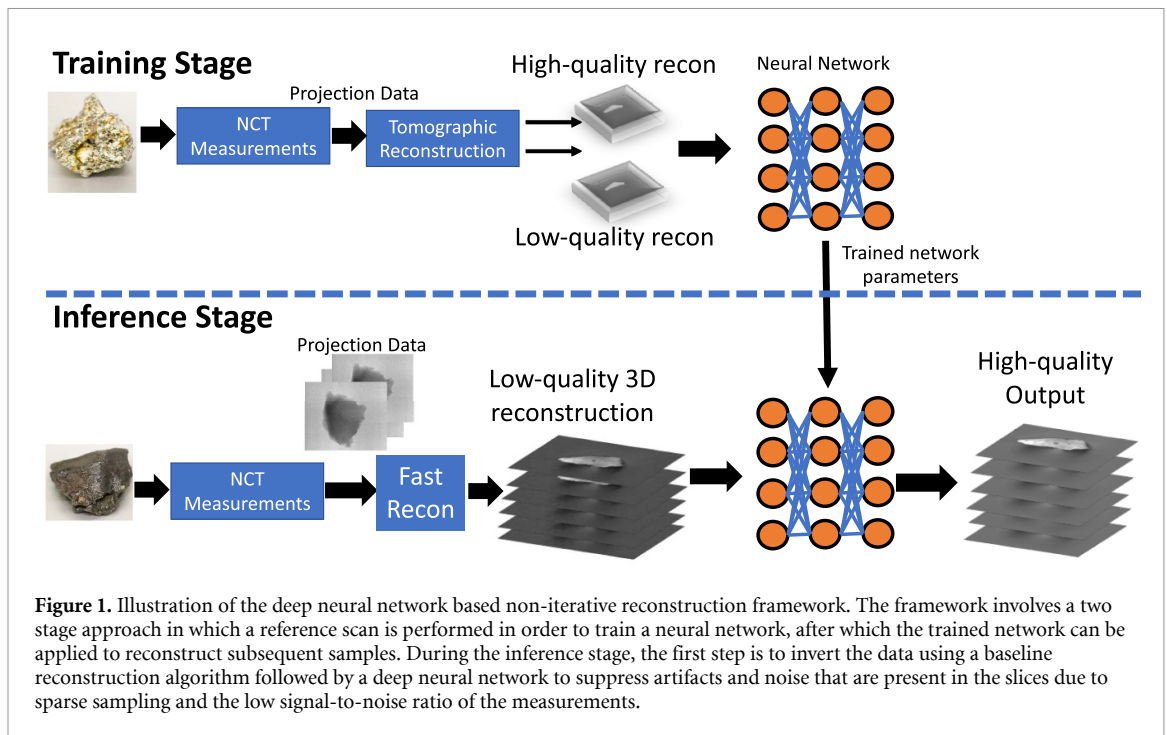 Training Stage
High-quality recon
Neural Network
Projection Data
NCT
Measurements
Tomographic
Reconstruction
Low-quality recon
Trained network
parameters
Inference Stage
Projection Data
Low-quality 3D
reconstruction
High-quality
Output
NCT
Measurements
Fast
Recon
Figure 1. Illustration of the deep neural network based non-iterative reconstruction framework. The framework involves a two
stage approach in which a reference scan is performed in order to train a neural network, after which the trained network can be
applied to reconstruct subsequent samples. During the inference stage, the first step is to invert the data using a baseline
reconstruction algorithm followed by a deep neural network to suppress artifacts and noise that are present in the slices due to
sparse sampling and the low signal-to-noise ratio of the measurements.